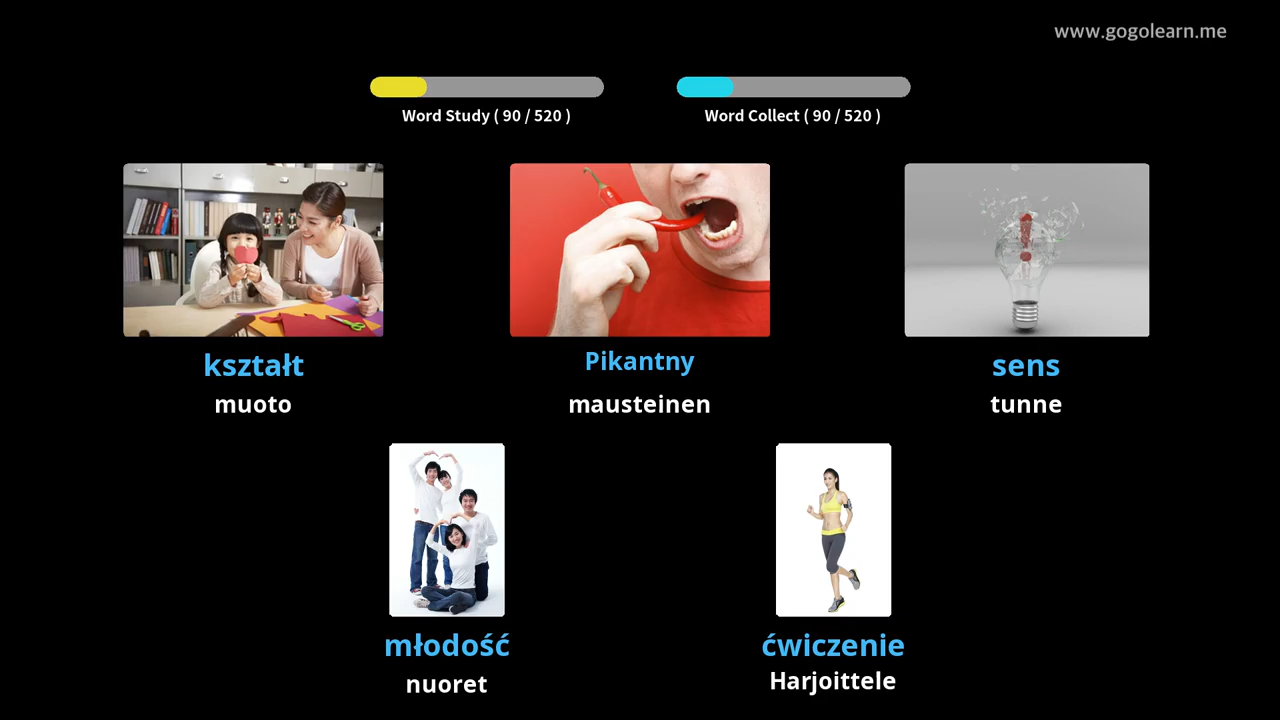 www.gogolearn.me
Word Study ( 90 / 520 )
Word Collect ( 90 / 520 )
kształt
muoto
Pikantny
mausteinen
sens
tunne
młodość
nuoret
ćwiczenie
Harjoittele